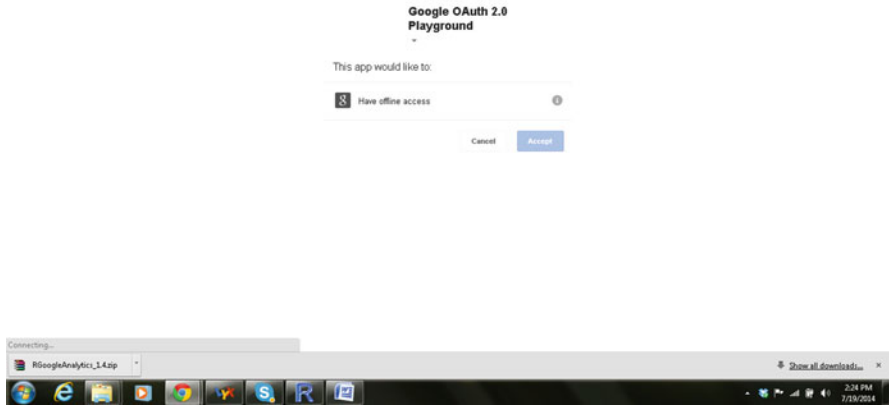 Google OAuth 2.0
Playground
This app would like to:
8 Have offline access
Cancel Accept
Connecting...
RGoogleAnalytics_1.4.zip
Show all downloads...
2:24 PM
7/19/2014